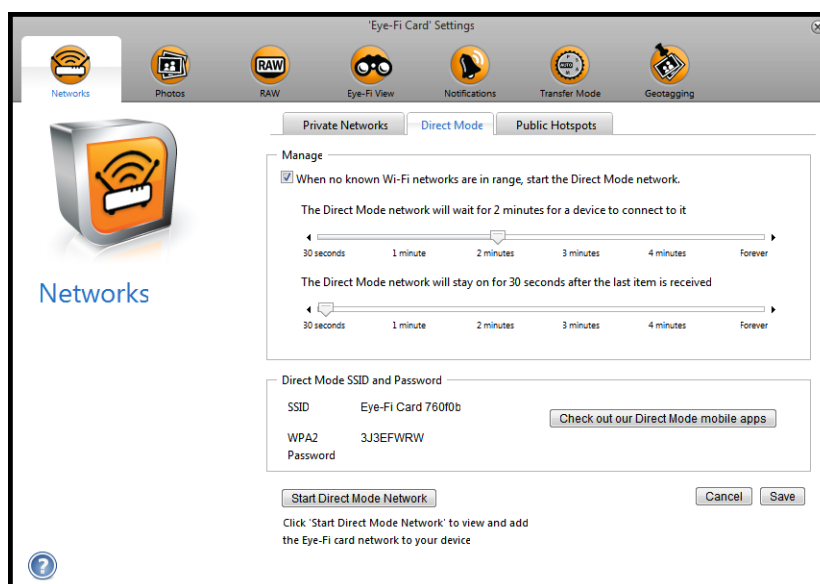 'Eye-Fi Card' Settings
Networks
Photos
RAW
RAW
Eye-Fi View
Notifications
AUTO
Transfer Mode
Geotagging
Private Networks
Direct Mode
Public Hotspots
Networks
Manage
When no known Wi-Fi networks are in range, start the Direct Mode network.
The Direct Mode network will wait for 2 minutes for a device to connect to it
30 seconds 1 minute 2 minutes 3 minutes 4 minutes Forever
The Direct Mode network will stay on for 30 seconds after the last item is received
30 seconds 1 minute 2 minutes 3 minutes 4 minutes Forever
Direct Mode SSID and Password
SSID Eye-Fi Card 760f0b
Check out our Direct Mode mobile apps
WPA2 3J3EFWRW
Password
Start Direct Mode Network
Cancel Save
Click 'Start Direct Mode Network' to view and add
the Eye-Fi card network to your device
?